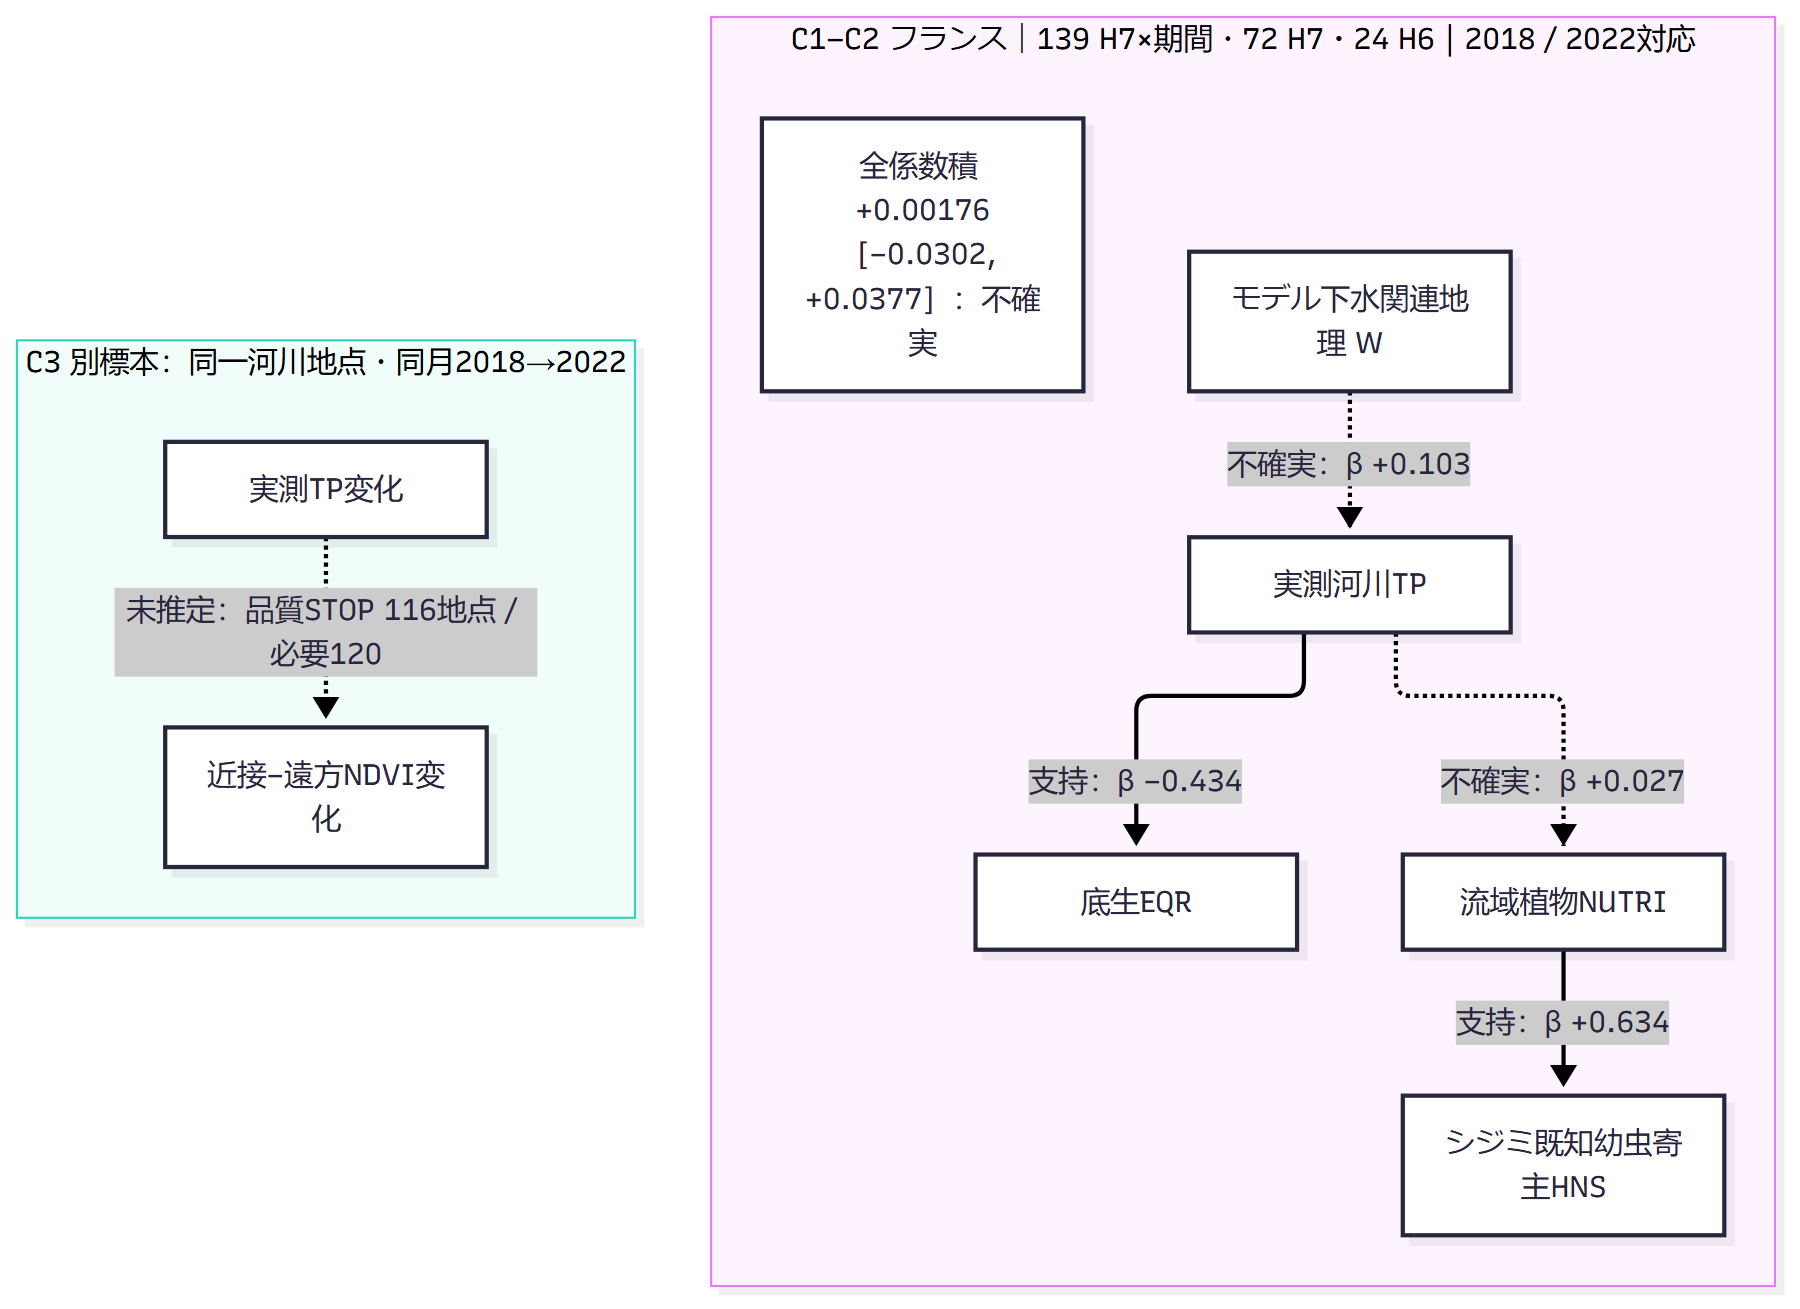 C1–C2 フランス｜139 H7×期間・72 H7・24 H6 | 2018 / 2022対応
全係数積
+0.00176
[−0.0302,
+0.0377] : 不確
実
モデル下水関連地
理 W
不確実: β +0.103
実測河川TP
支持: β −0.434
不確実: β +0.027
底生EQR
流域植物NUTRI
支持: β +0.634
シジミ既知幼虫寄
主HNS
C3 別標本: 同一河川地点・同月2018→2022
実測TP変化
未推定: 品質STOP 116地点 /
必要120
近接−遠方NDVI変
化